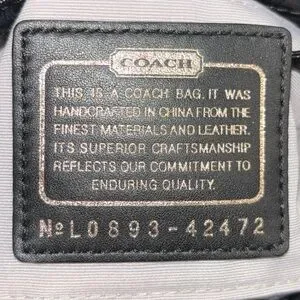 COACH
THIS IS A COACH BAG. IT WAS
HANDCRAFTED IN CHINA FROM THE
FINEST MATERIALS AND LEATHER.
ITS SUPERIOR CRAFTSMANSHIP
REFLECTS OUR COMMITMENT TO
ENDURING QUALITY.
№L0893-42472